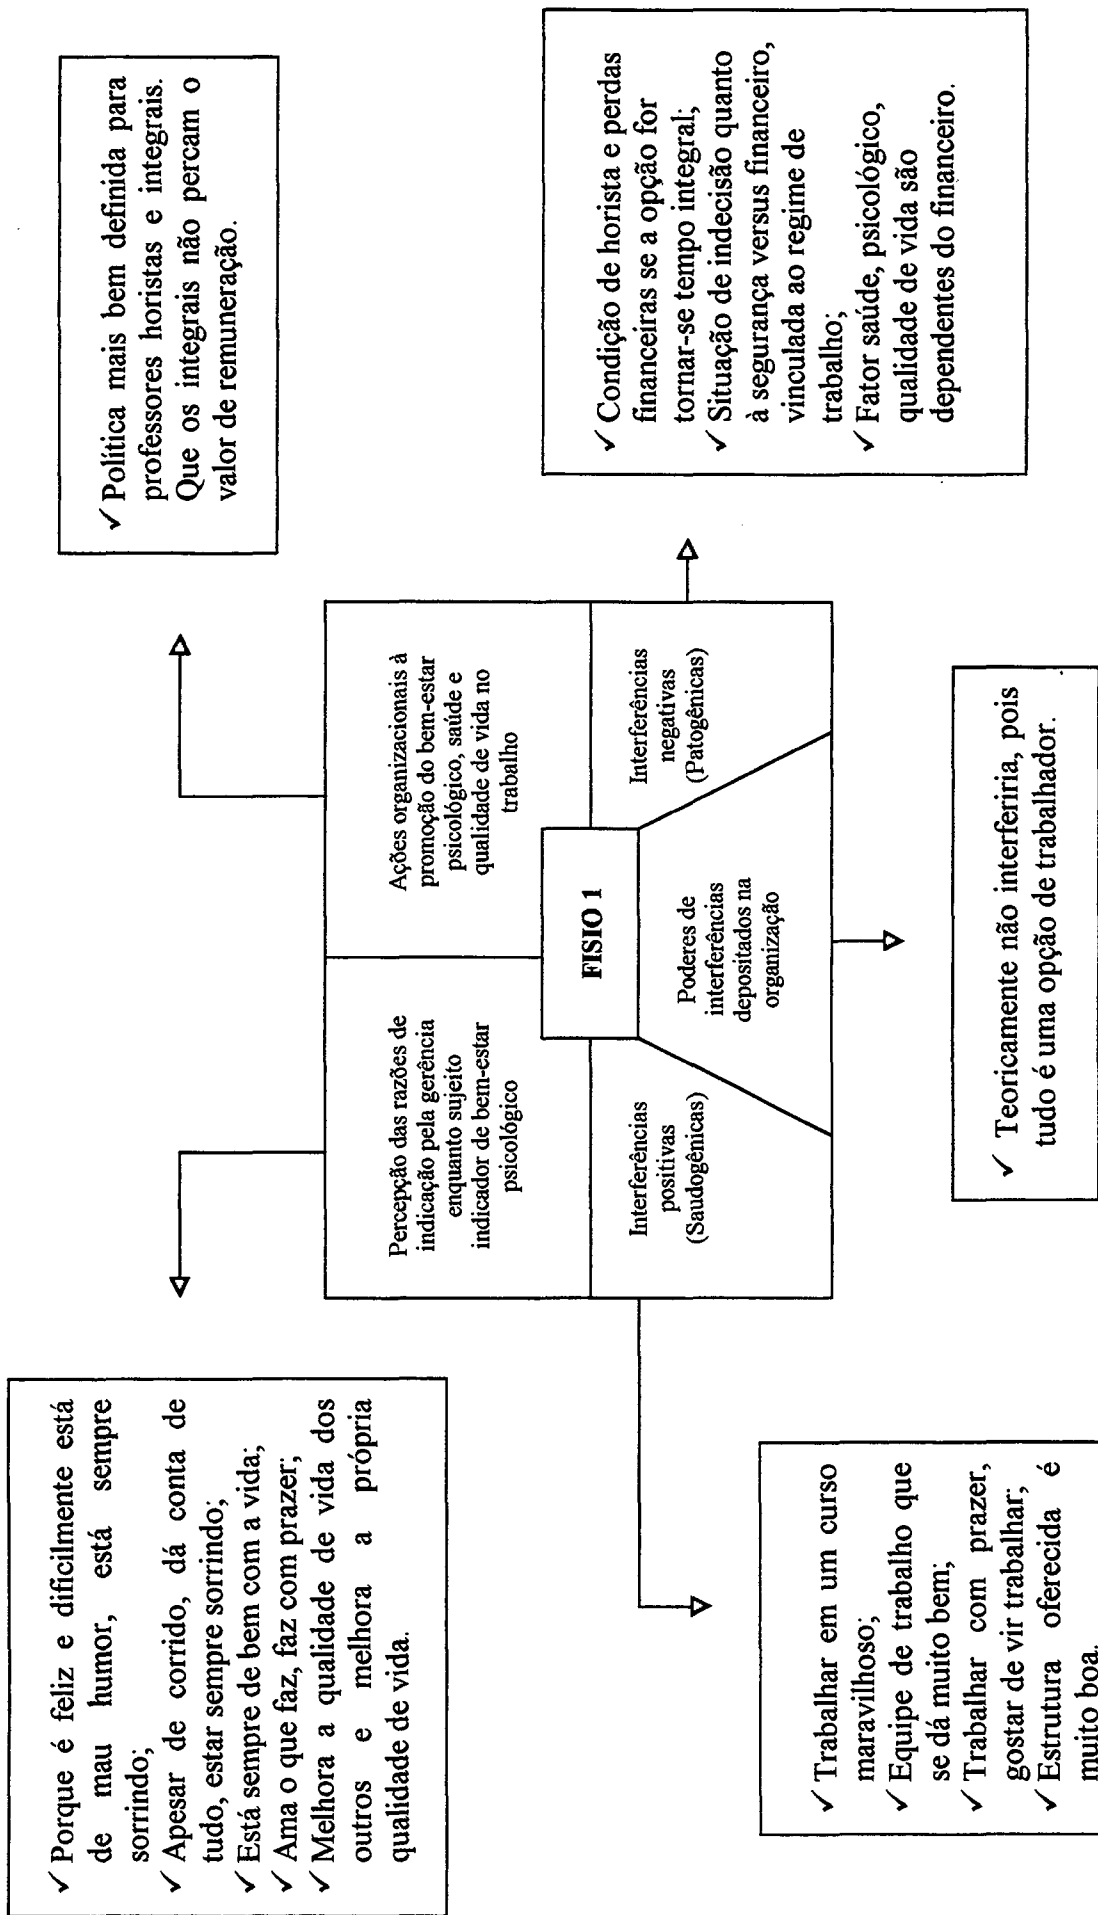 ✓ Porque é feliz e dificilmente está
de mau humor, está sempre
sorrindo;
✓ Apesar de corrido, dá conta de
tudo, estar sempre sorrindo;
✓ Está sempre de bem com a vida;
✓ Ama o que faz, faz com prazer;
✓ Melhora a qualidade de vida dos
outros e melhora a própria
qualidade de vida.
✓ Política mais bem definida para
professores horistas e integrais.
Que os integrais não percam o
valor de remuneração.
Percepção das razões de
indicação pela gerência
enquanto sujeito
indicador de bem-estar
psicológico
Ações organizacionais à
promoção do bem-estar
psicológico, saúde e
qualidade de vida no
trabalho
FISIO 1
Interferências
positivas
(Saudogênicas)
Poderes de
interferências
depositados na
organização
Interferências
negativas
(Patogênicas)
✓ Trabalhar em um curso
maravilhoso;
✓ Equipe de trabalho que
se dá muito bem;
✓ Trabalhar com prazer,
gostar de vir trabalhar;
✓ Estrutura oferecida é
muito boa.
✓ Teoricamente não interferiria, pois
tudo é uma opção de trabalhador.
✓ Condição de horista e perdas
financeiras se a opção for
tornar-se tempo integral;
✓ Situação de indecisão quanto
à segurança versus financeiro,
vinculada ao regime de
trabalho;
✓ Fator saúde, psicológico,
qualidade de vida são
dependentes do financeiro.